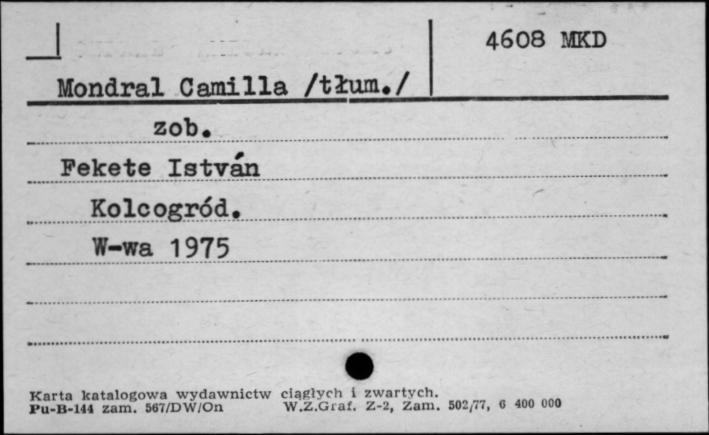 4608 MKD
Mondral Camilla /tłum./
zob.
Fekete István
Kolcogród.
W-wa 1975
Karta katalogowa wydawnictw ciągłych i zwartych.
Pu-B-144 zam. 567/DW/On W.Z.Graf. Z-2, Zam. 502/77, 6 400 000